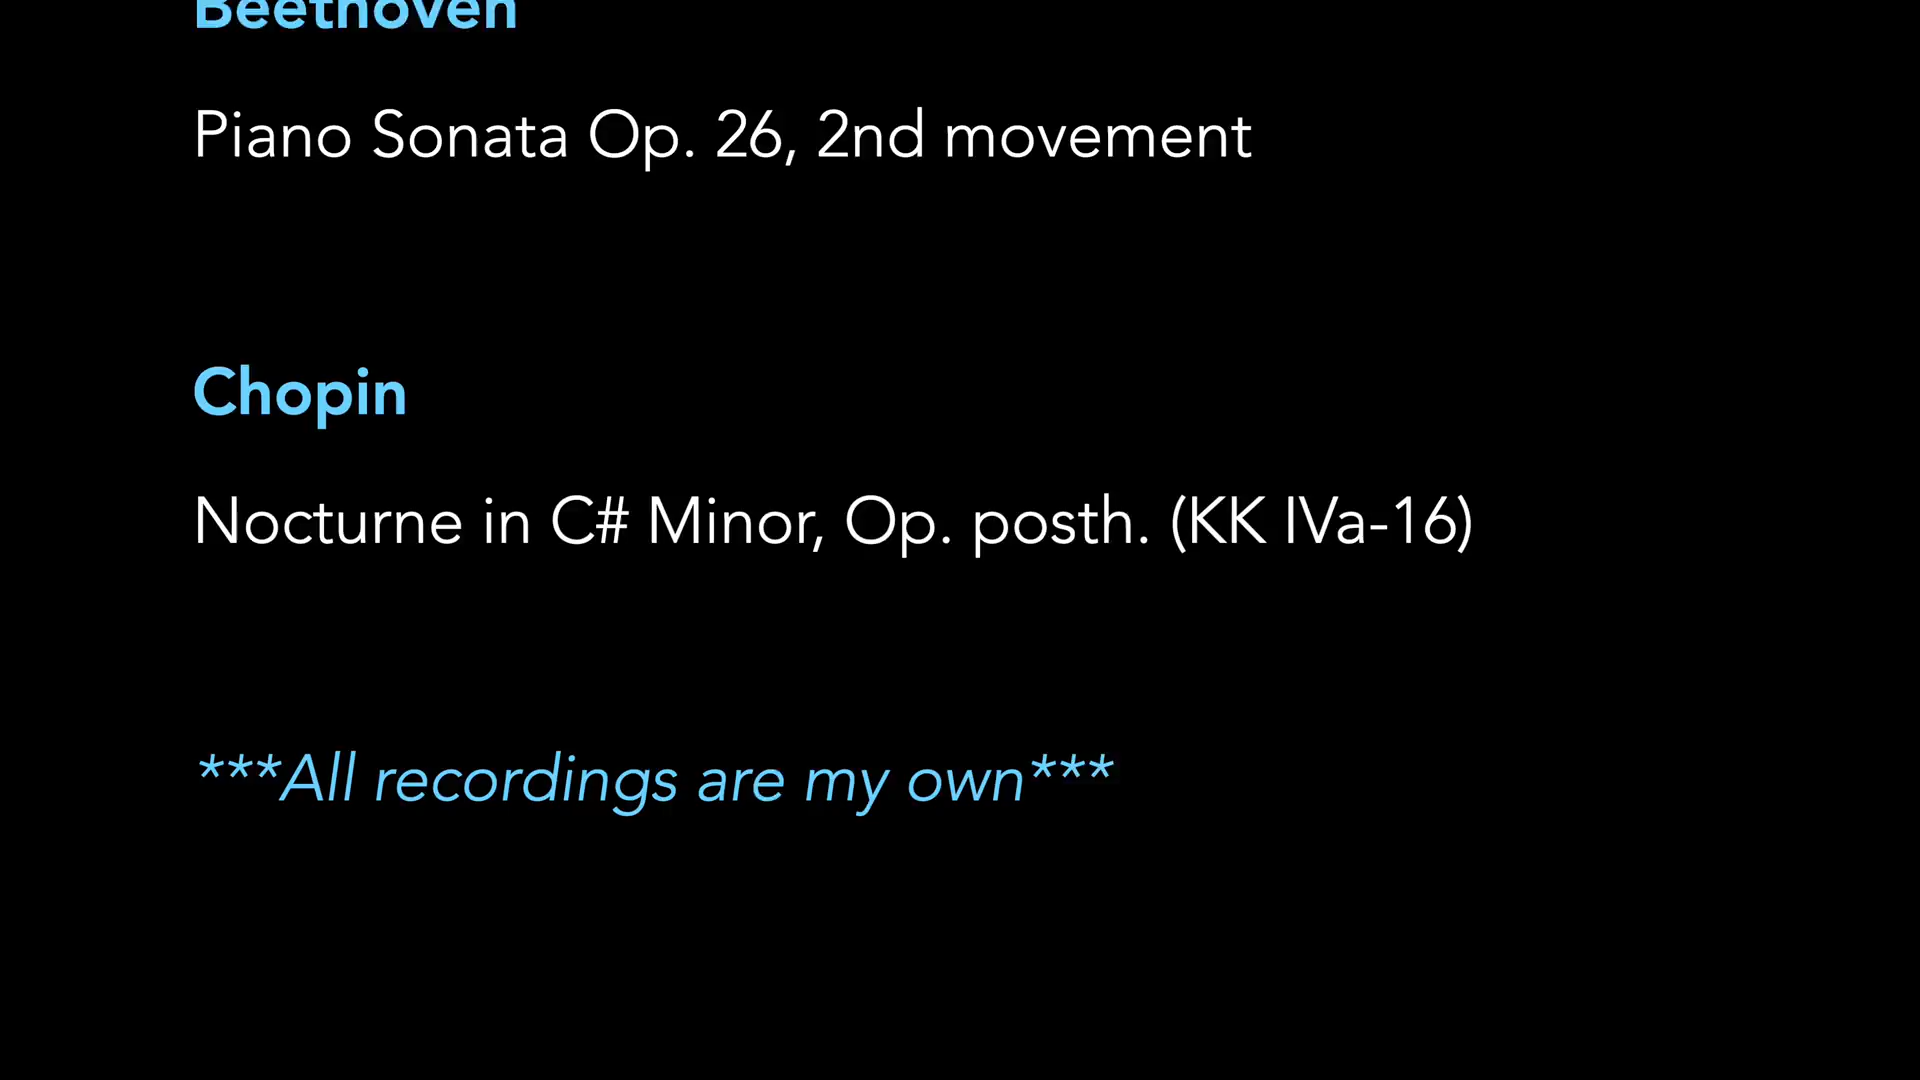 Beethoven
Piano Sonata Op. 26, 2nd movement
Chopin
Nocturne in C# Minor, Op. posth. (KK IVa-16)
***All recordings are my own***